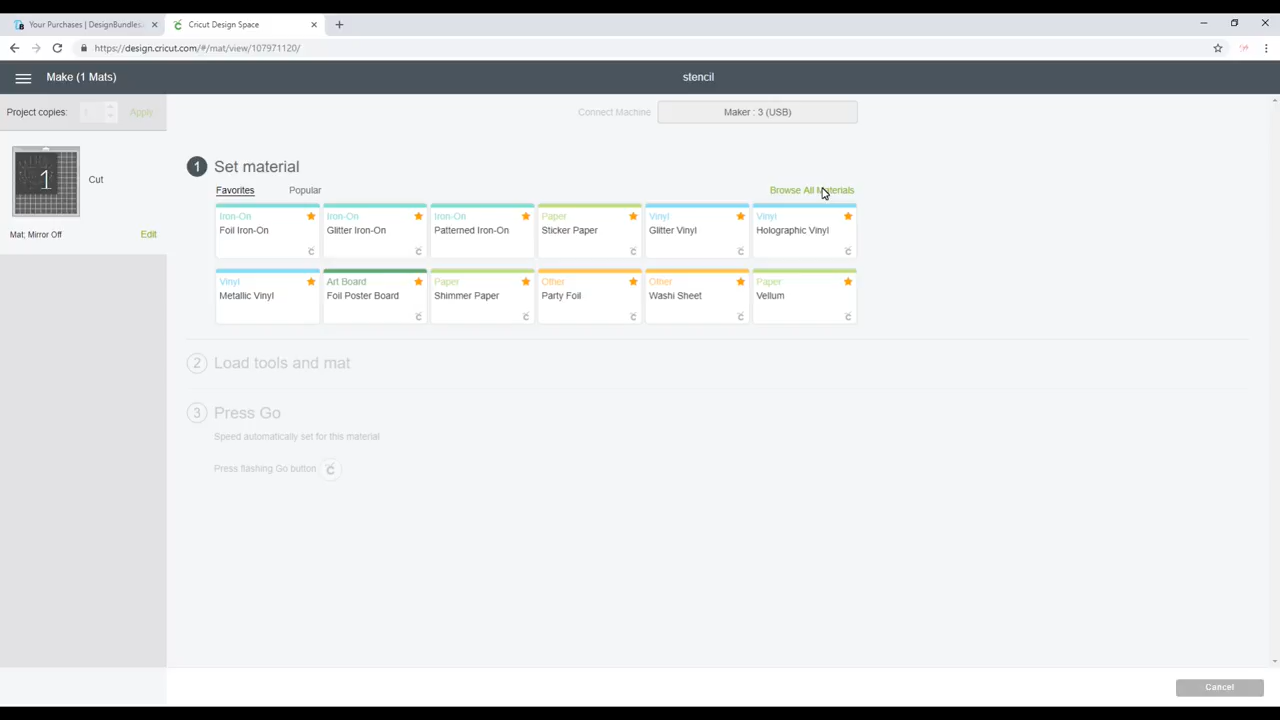 Your Purchases | DesignBundles.
Cricut Design Space
https://design.cricut.com/#/mat/view/107971120/
Make (1 Mats)
stencil
Project copies:
1
Apply
Connect Machine
Maker : 3 (USB)
1
Cut
Mat; Mirror Off
Edit
1 Set material
Favorites
Popular
Browse All Materials
Iron-On
Foil Iron-On
Iron-On
Glitter Iron-On
Iron-On
Patterned Iron-On
Paper
Sticker Paper
Vinyl
Glitter Vinyl
Vinyl
Holographic Vinyl
Vinyl
Metallic Vinyl
Art Board
Foil Poster Board
Paper
Shimmer Paper
Other
Party Foil
Other
Washi Sheet
Paper
Vellum
2 Load tools and mat
3 Press Go
Speed automatically set for this material
Press flashing Go button
Cancel